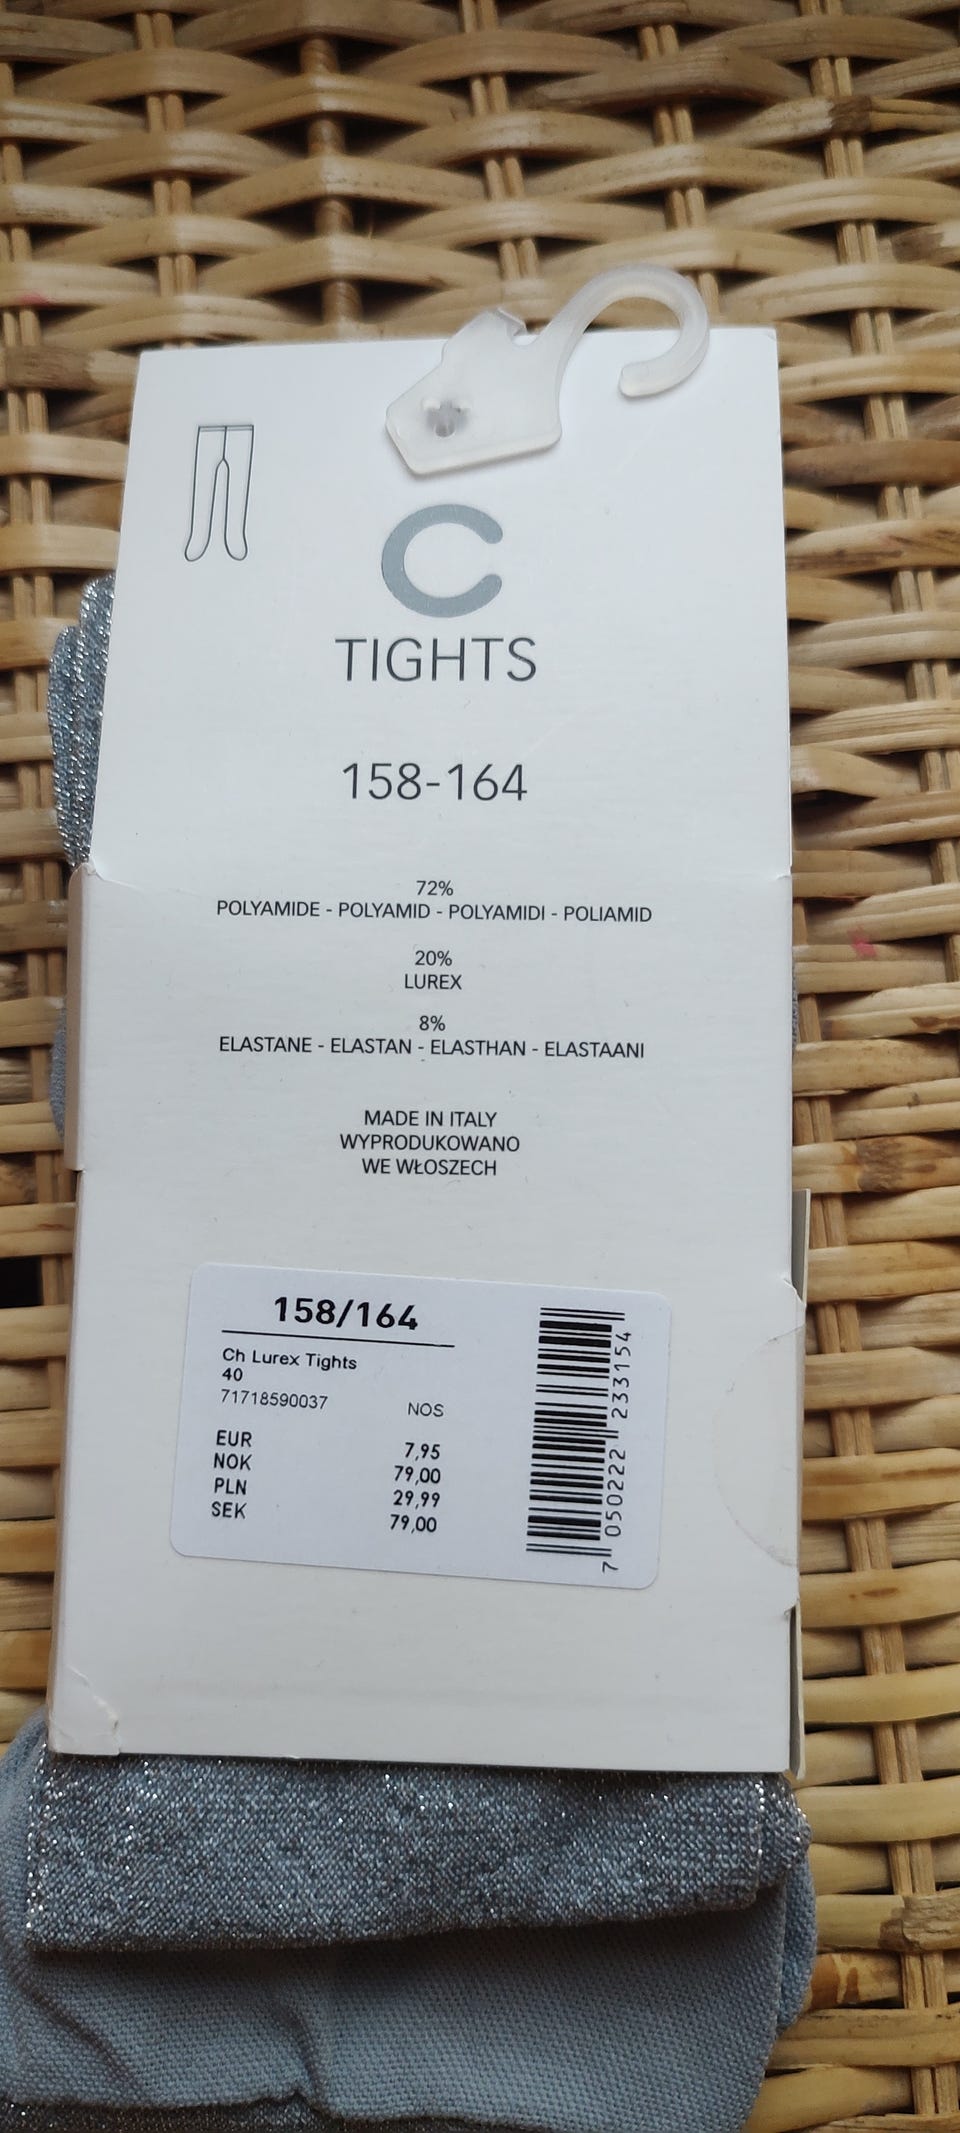 C
TIGHTS
158-164
72%
POLYAMIDE - POLYAMID - POLYAMIDI - POLIAMID
20%
LUREX
8%
ELASTANE - ELASTAN - ELASTHAN - ELASTAANI
MADE IN ITALY
WYPRODUKOWANO
WE WŁOSZECH
158/164
Ch Lurex Tights
40
71718590037 NOS
EUR 7,95
NOK 79,00
PLN 29,99
SEK 79,00
7 050222 233154